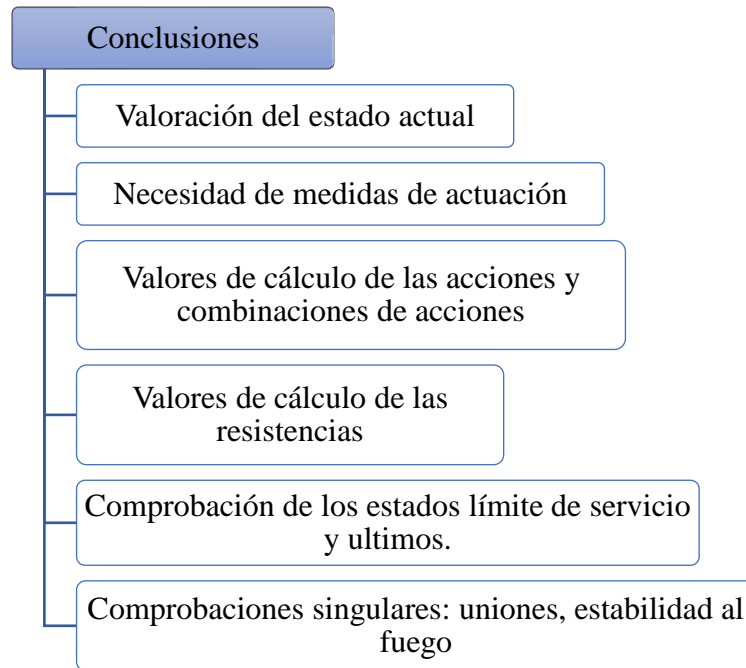 Conclusiones
Valoración del estado actual
Necesidad de medidas de actuación
Valores de cálculo de las acciones y
combinaciones de acciones
Valores de cálculo de las
resistencias
Comprobación de los estados límite de servicio
y ultimos.
Comprobaciones singulares: uniones, estabilidad al
fuego